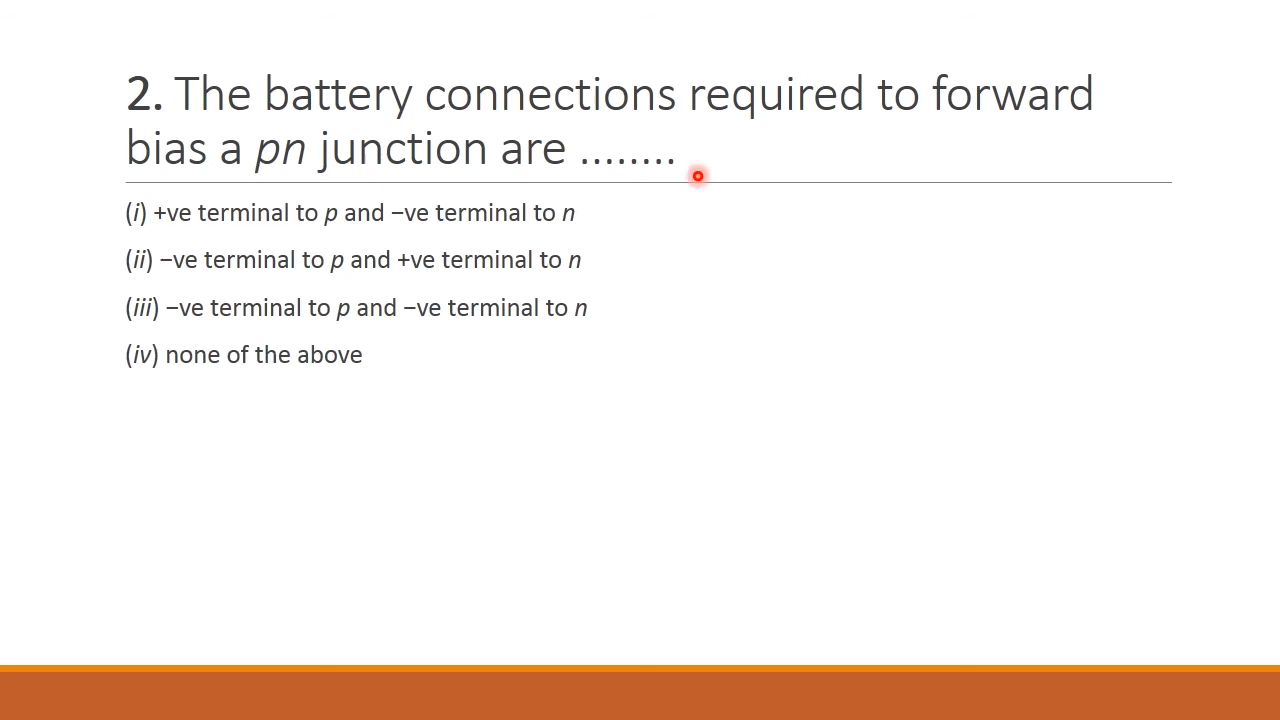 2. The battery connections required to forward
bias a pn junction are ........
(i) +ve terminal to p and −ve terminal to n
(ii) −ve terminal to p and +ve terminal to n
(iii) −ve terminal to p and −ve terminal to n
(iv) none of the above